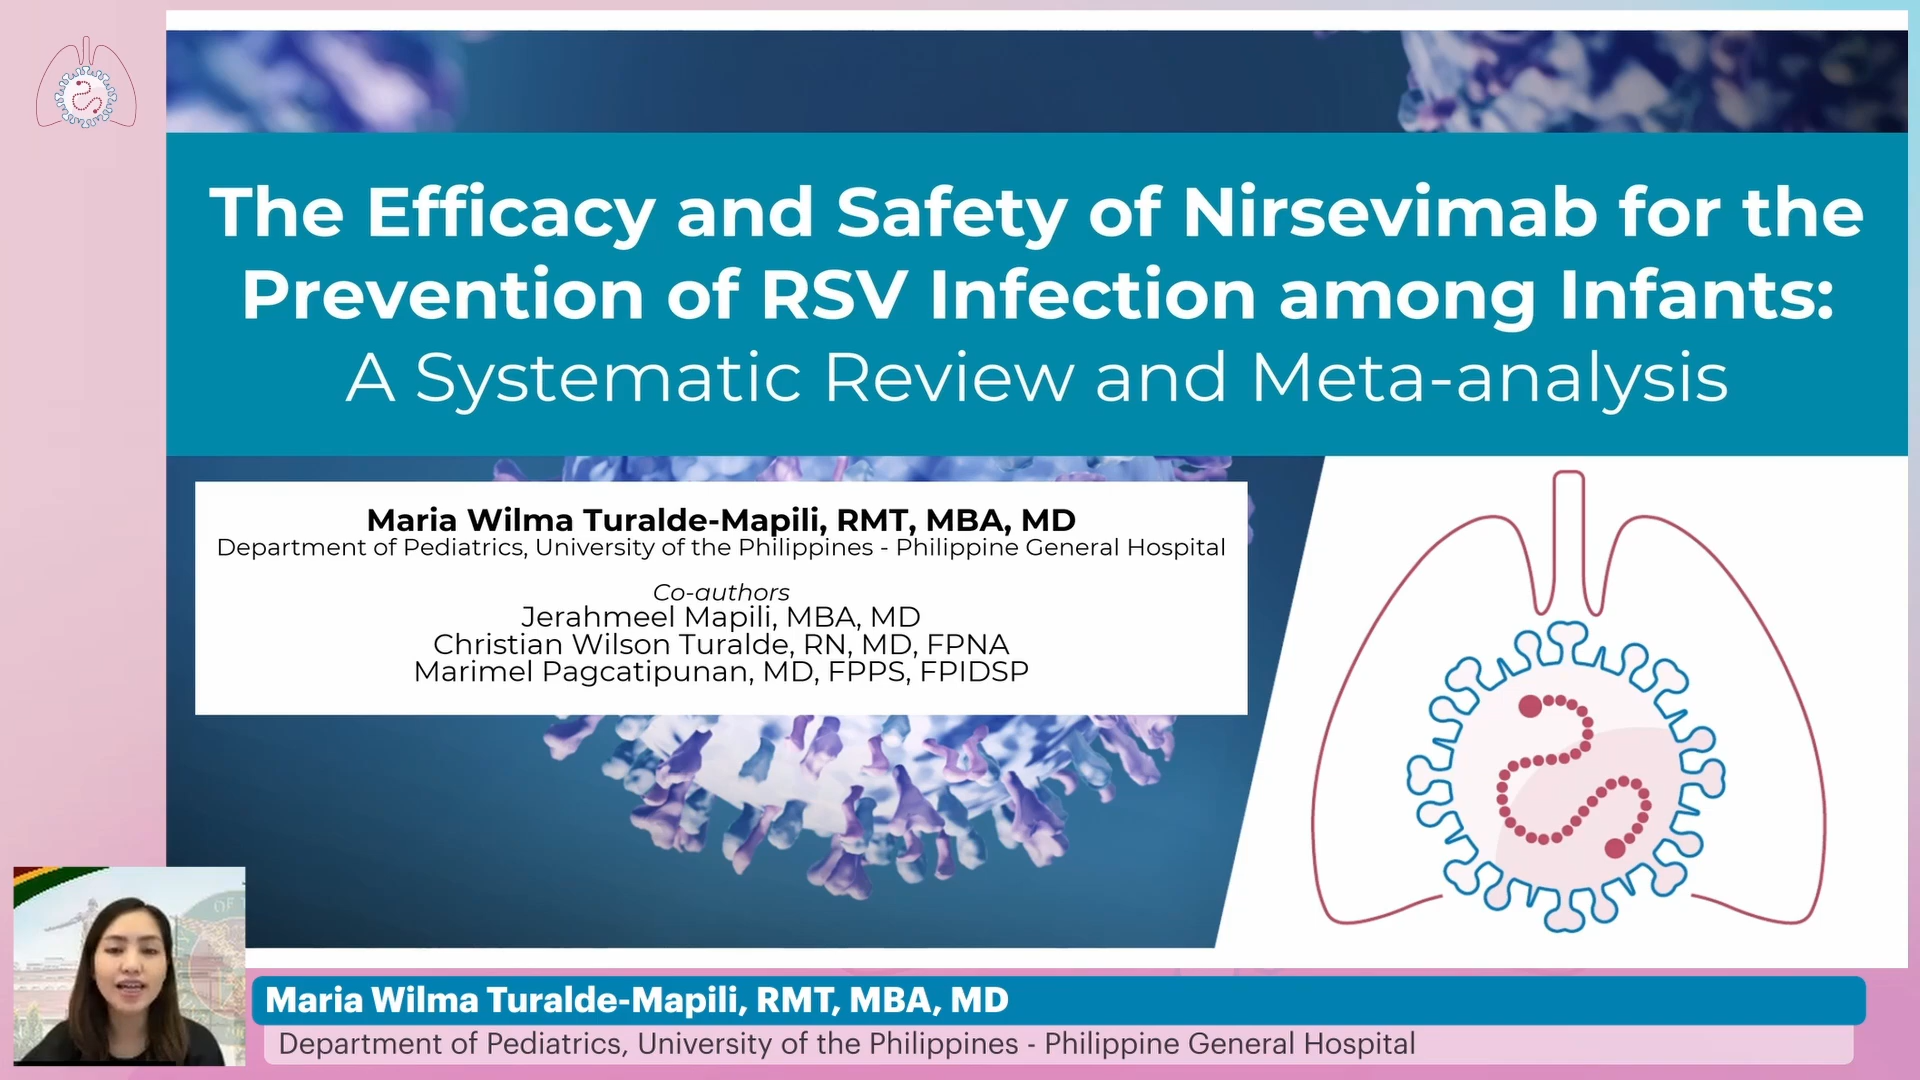 The Efficacy and Safety of Nirsevimab for the
Prevention of RSV Infection among Infants:
A Systematic Review and Meta-analysis
Maria Wilma Turalde-Mapili, RMT, MBA, MD
Department of Pediatrics, University of the Philippines - Philippine General Hospital
Co-authors
Jerahmeel Mapili, MBA, MD
Christian Wilson Turalde, RN, MD, FPNA
Marimel Pagcatipunan, MD, FPPS, FPIDSP
OF
Maria Wilma Turalde-Mapili, RMT, MBA, MD
Department of Pediatrics, University of the Philippines - Philippine General Hospital